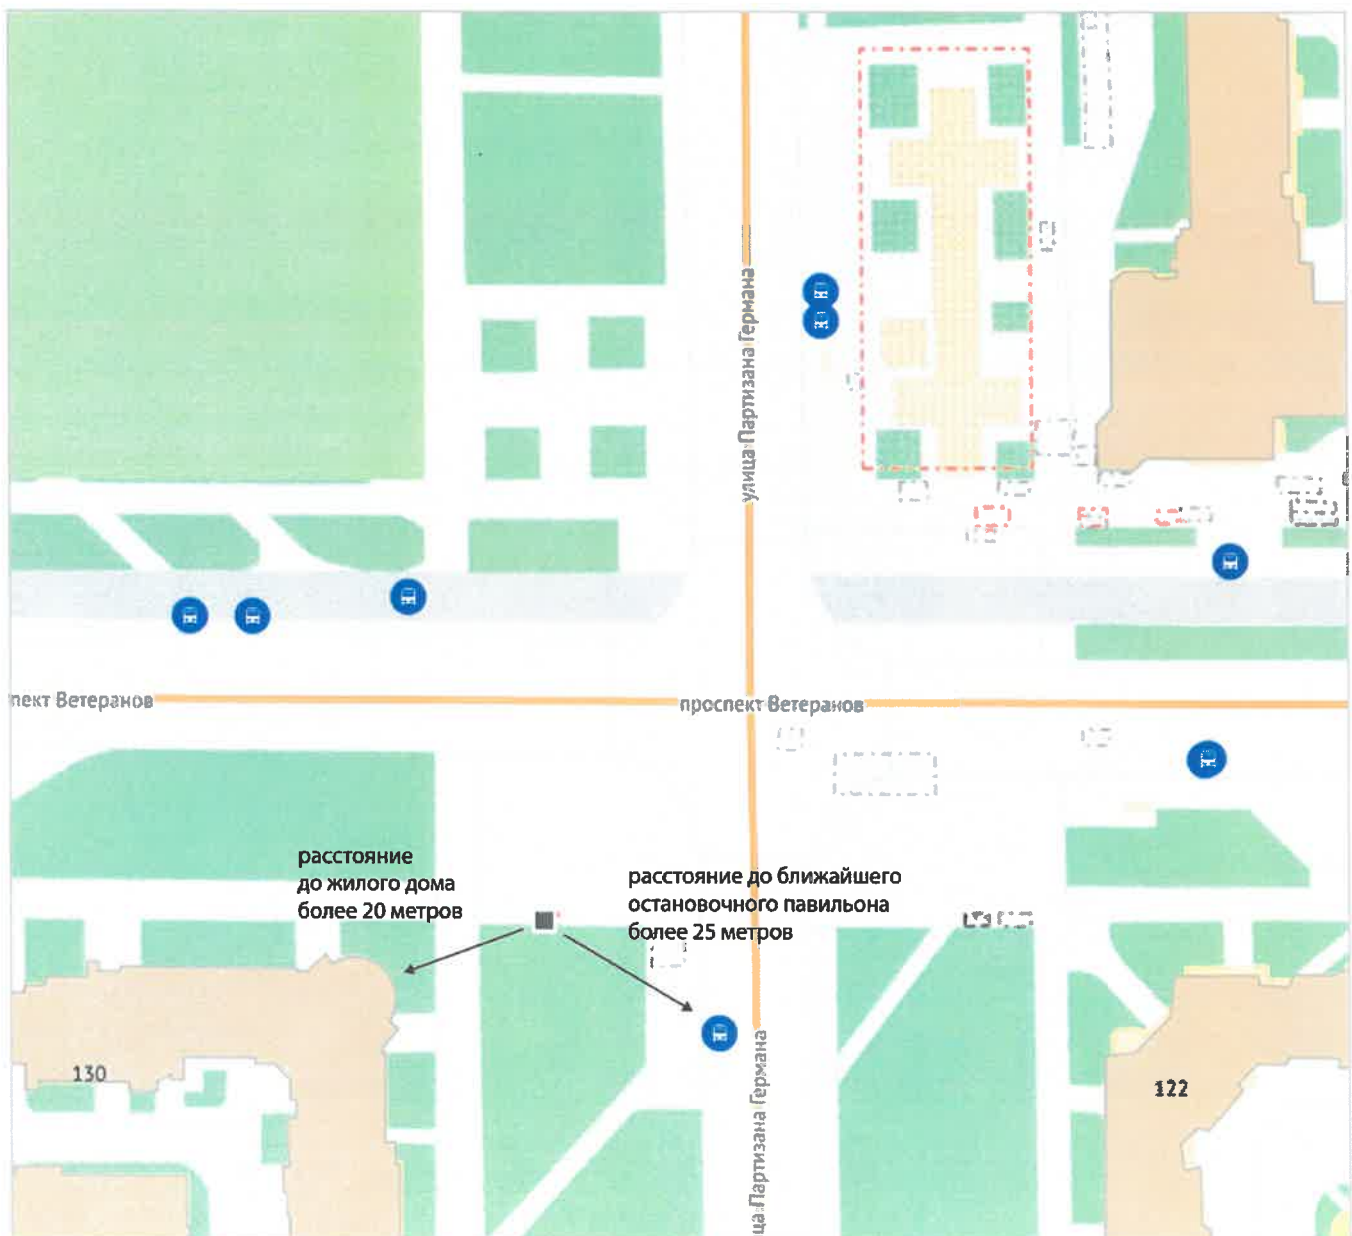 улица Партизана Германа
пект Ветеранов
проспект Ветеранов
расстояние
до жилого дома
более 20 метров
расстояние до ближайшего
остановочного павильона
более 25 метров
130
122
ца Партизана Германа